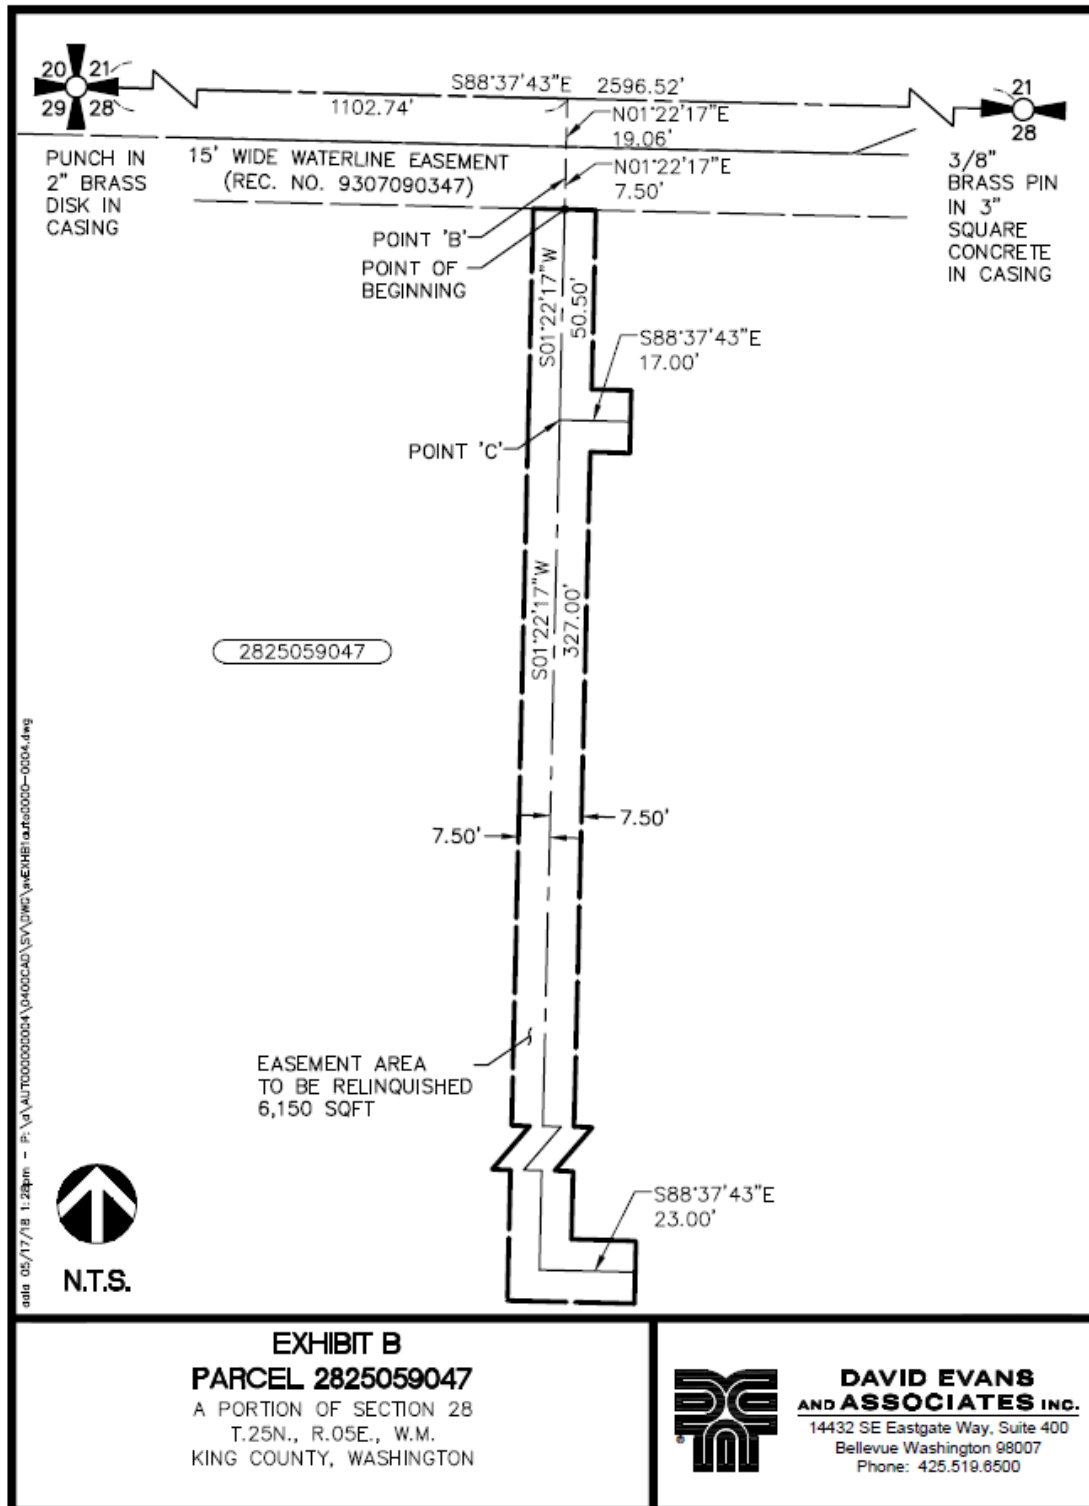 20 21
29 28
S88°37'43"E 2596.52'
1102.74'
N01°22'17"E
19.06'
21
28
PUNCH IN
2" BRASS
DISK IN
CASING
15' WIDE WATERLINE EASEMENT
(REC. NO. 9307090347)
N01°22'17"E
7.50'
3/8"
BRASS PIN
IN 3"
SQUARE
CONCRETE
IN CASING
POINT 'B'
POINT OF
BEGINNING
S01°22'17"W
50.50'
S88°37'43"E
17.00'
POINT 'C'
S01°22'17"W
327.00'
2825059047
7.50'
7.50'
EASEMENT AREA
TO BE RELINQUISHED
6,150 SQFT
S88°37'43"E
23.00'
N.T.S.
EXHIBIT B
PARCEL 2825059047
A PORTION OF SECTION 28
T.25N., R.05E., W.M.
KING COUNTY, WASHINGTON
DAVID EVANS
AND ASSOCIATES INC.
14432 SE Eastgate Way, Suite 400
Bellevue Washington 98007
Phone: 425.519.6500
05/17/18 1:28pm